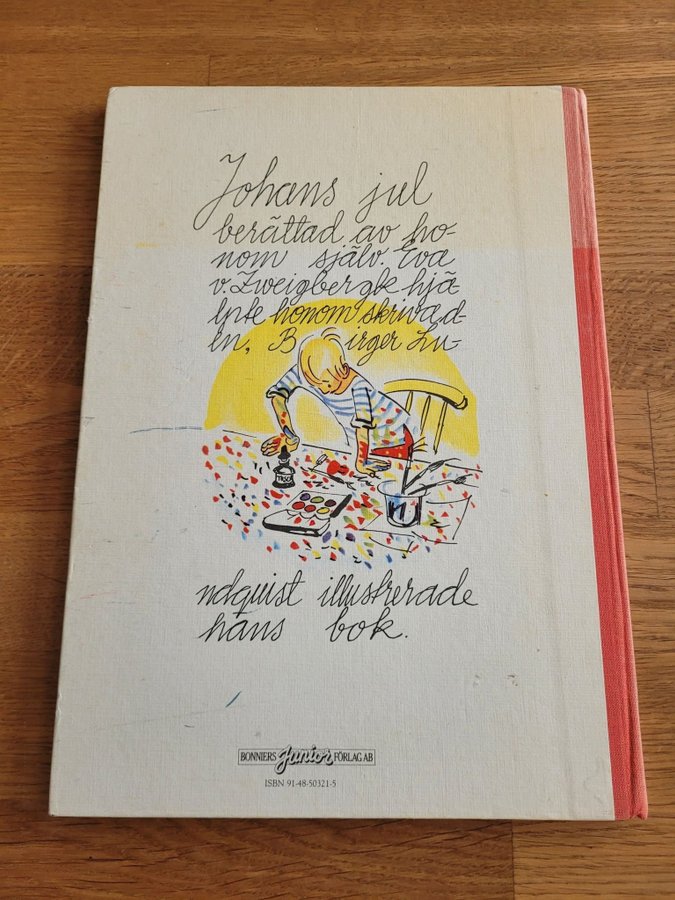 Johans jul
berättad av ho-
nom själv. Eva
v. Zweigbergk hjä-
lpte honom skriva d-
en, Birger Lu-
ndquist illustrerade
hans bok.
BONNIERS Junior FÖRLAG AB
ISBN 91-48-50321-5